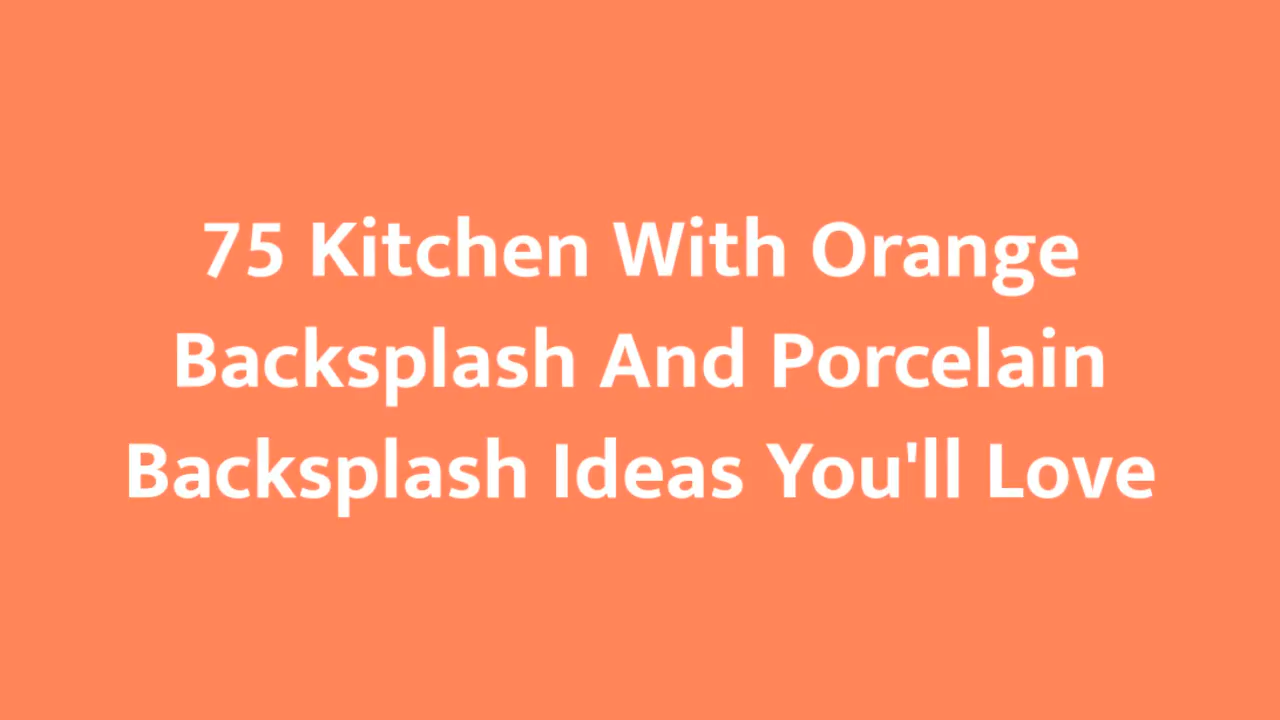 75 Kitchen With Orange
Backsplash And Porcelain
Backsplash Ideas You'll Love